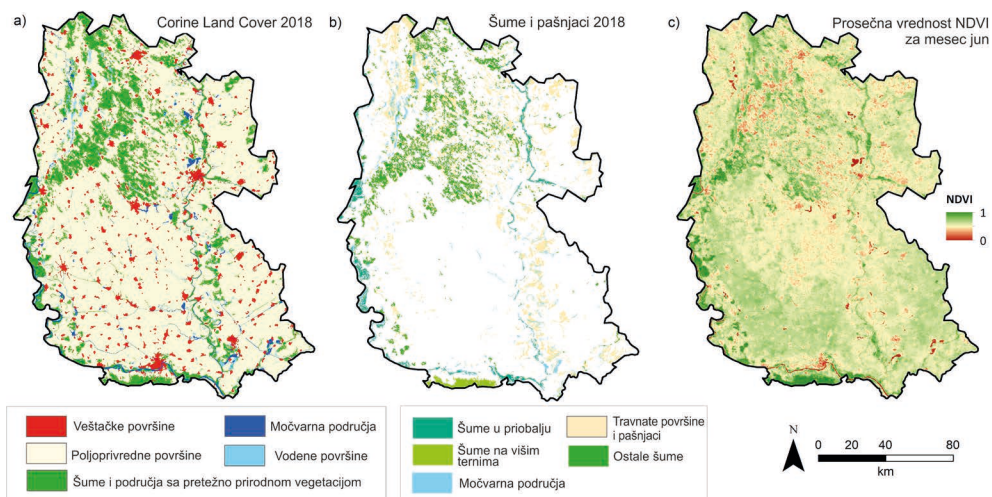 a)
Corine Land Cover 2018
b)
Šume i pašnjaci 2018
c)
Prosečna vrednost NDVI
za mesec jun
NDVI
1
0
Veštačke površine
Močvarna područja
Poljoprivredne površine
Vodene površine
Šume i područja sa pretežno prirodnom vegetacijom
Šume u priobalju
Travnate površine
i pašnjaci
Šume na višim
ternima
Ostale šume
Močvarna područja
N
0 20 40 80
km